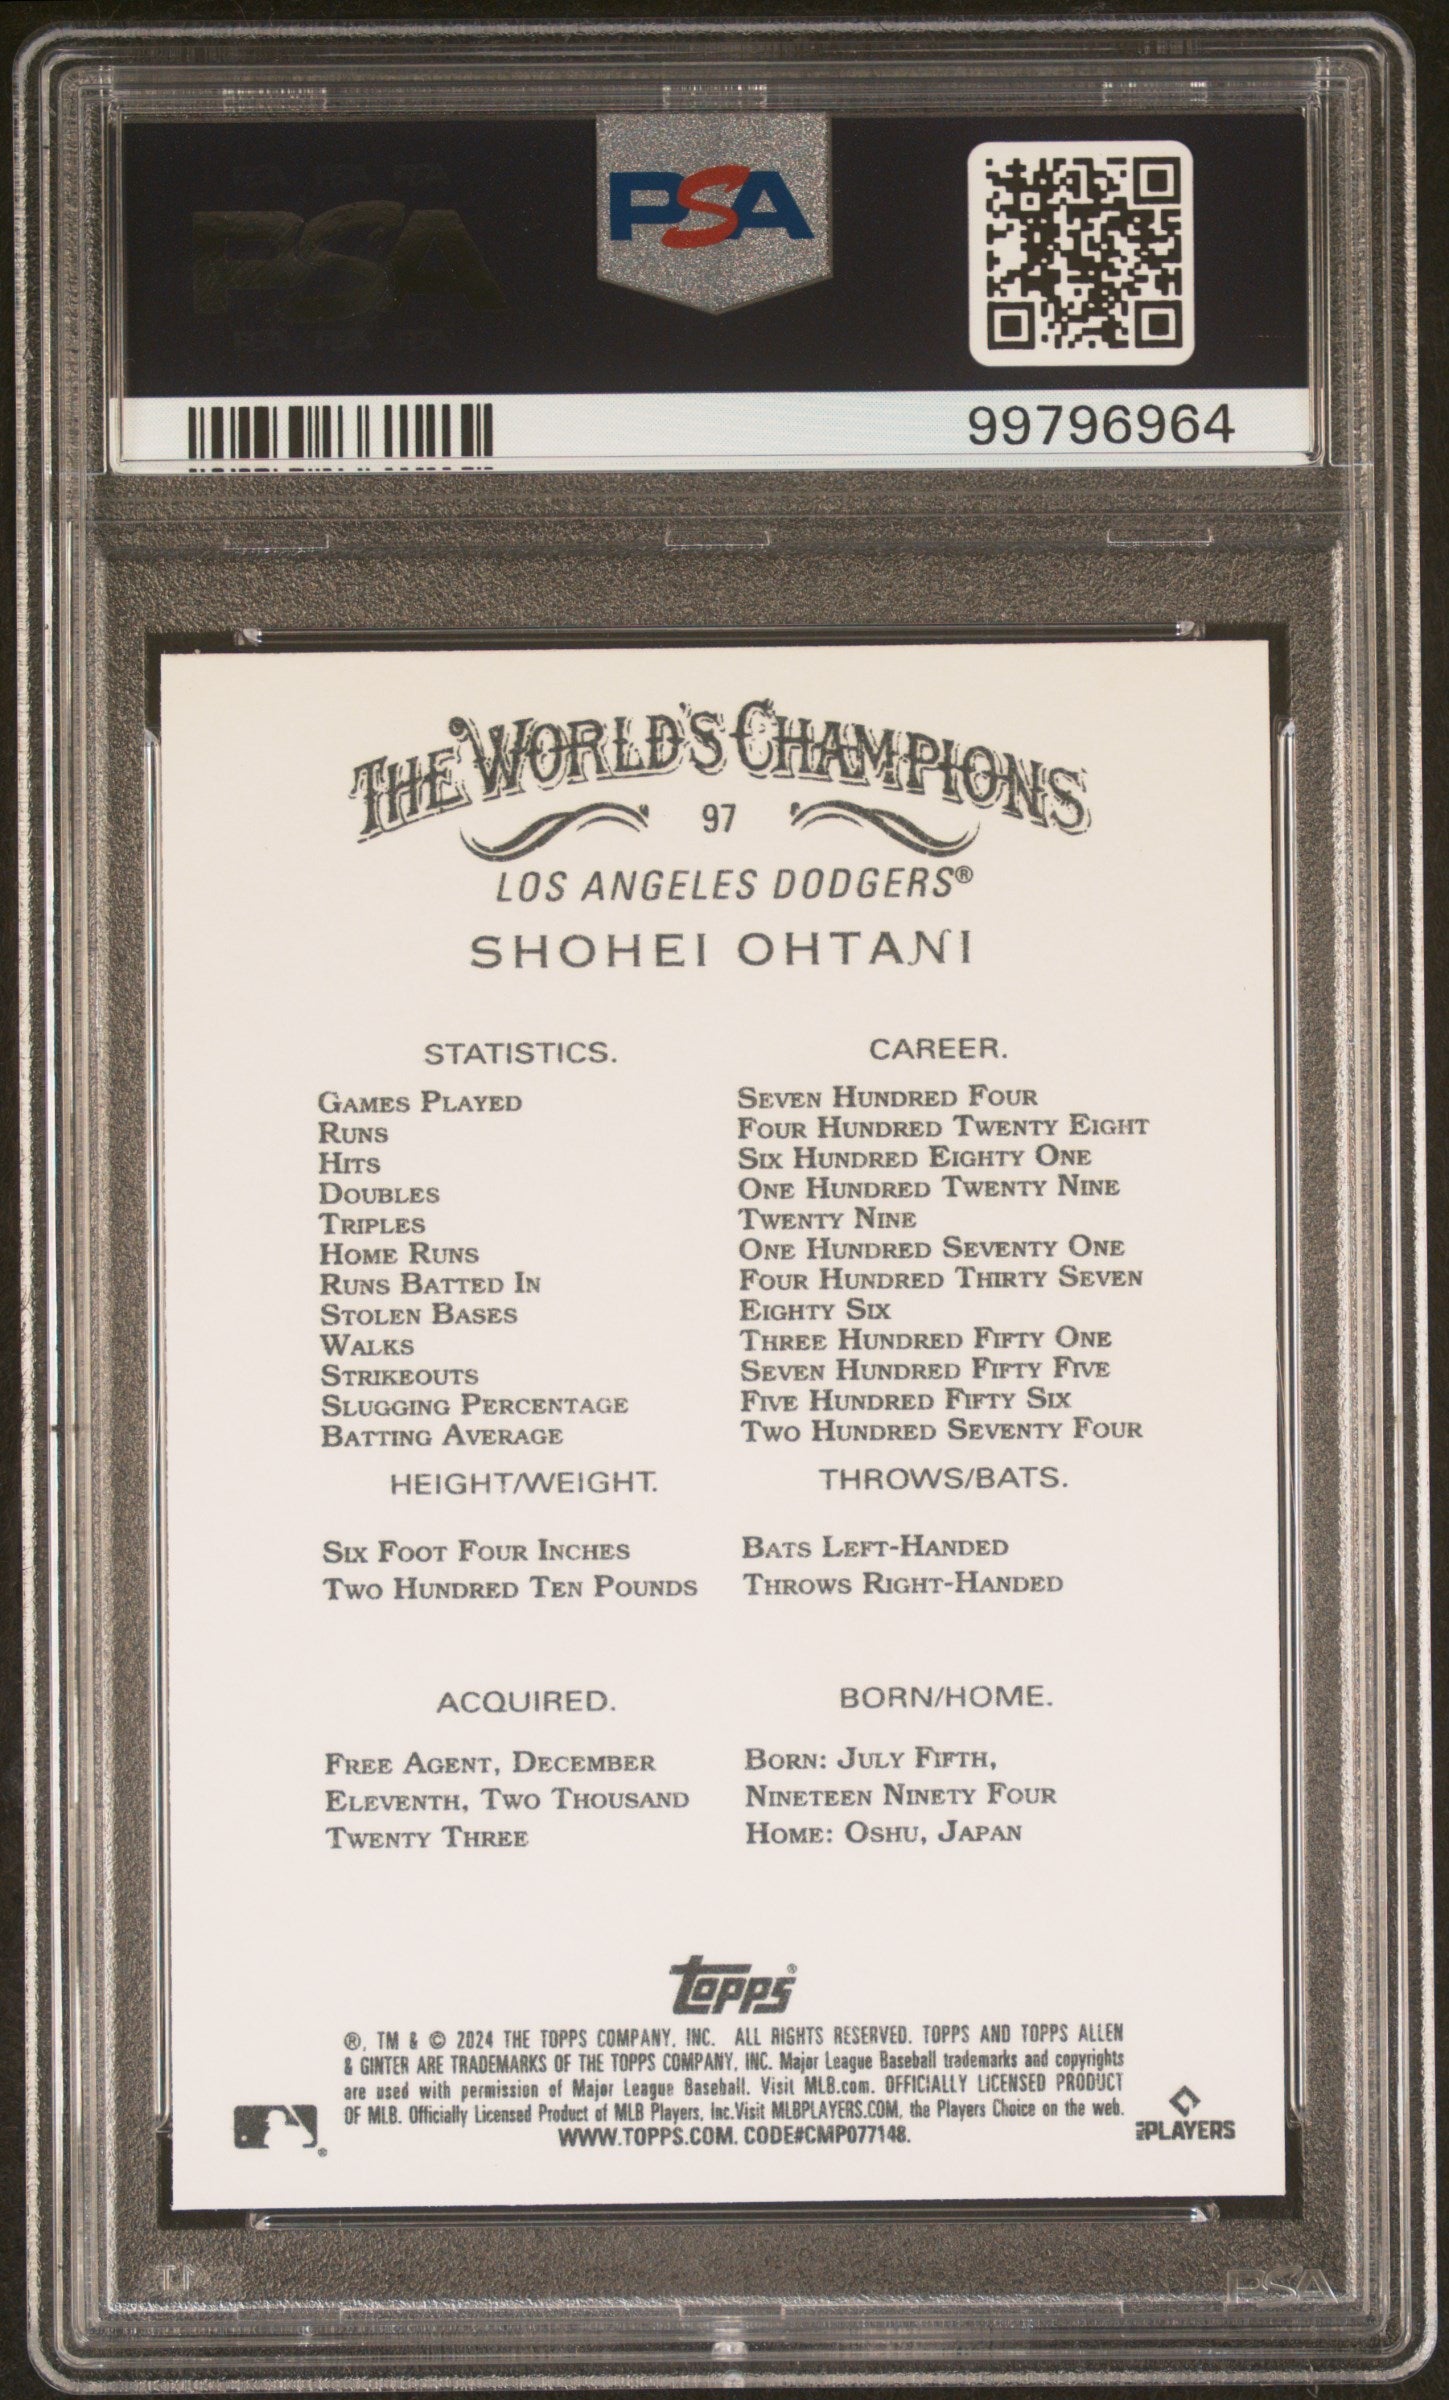 PSA
PSA
99796964
THE WORLD'S CHAMPIONS
97
LOS ANGELES DODGERS®
SHOHEI OHTANI
STATISTICS. CAREER.
GAMES PLAYED SEVEN HUNDRED FOUR
RUNS FOUR HUNDRED TWENTY EIGHT
HITS SIX HUNDRED EIGHTY ONE
DOUBLES ONE HUNDRED TWENTY NINE
TRIPLES TWENTY NINE
HOME RUNS ONE HUNDRED SEVENTY ONE
RUNS BATTED IN FOUR HUNDRED THIRTY SEVEN
STOLEN BASES EIGHTY SIX
WALKS THREE HUNDRED FIFTY ONE
STRIKEOUTS SEVEN HUNDRED FIFTY FIVE
SLUGGING PERCENTAGE FIVE HUNDRED FIFTY SIX
BATTING AVERAGE TWO HUNDRED SEVENTY FOUR
HEIGHT/WEIGHT. THROWS/BATS.
SIX FOOT FOUR INCHES BATS LEFT-HANDED
TWO HUNDRED TEN POUNDS THROWS RIGHT-HANDED
ACQUIRED. BORN/HOME.
FREE AGENT, DECEMBER BORN: JULY FIFTH,
ELEVENTH, TWO THOUSAND NINETEEN NINETY FOUR
TWENTY THREE HOME: OSHU, JAPAN
topps®
®, TM & © 2024 THE TOPPS COMPANY, INC. ALL RIGHTS RESERVED. TOPPS AND TOPPS ALLEN
& GINTER ARE TRADEMARKS OF THE TOPPS COMPANY, INC. Major League Baseball trademarks and copyrights
are used with permission of Major League Baseball. Visit MLB.com. OFFICIALLY LICENSED PRODUCT
OF MLB. Officially Licensed Product of MLB Players, Inc.Visit MLBPLAYERS.COM, the Players Choice on the web.
WWW.TOPPS.COM. CODE#CMP077148.
PLAYERS
PSA